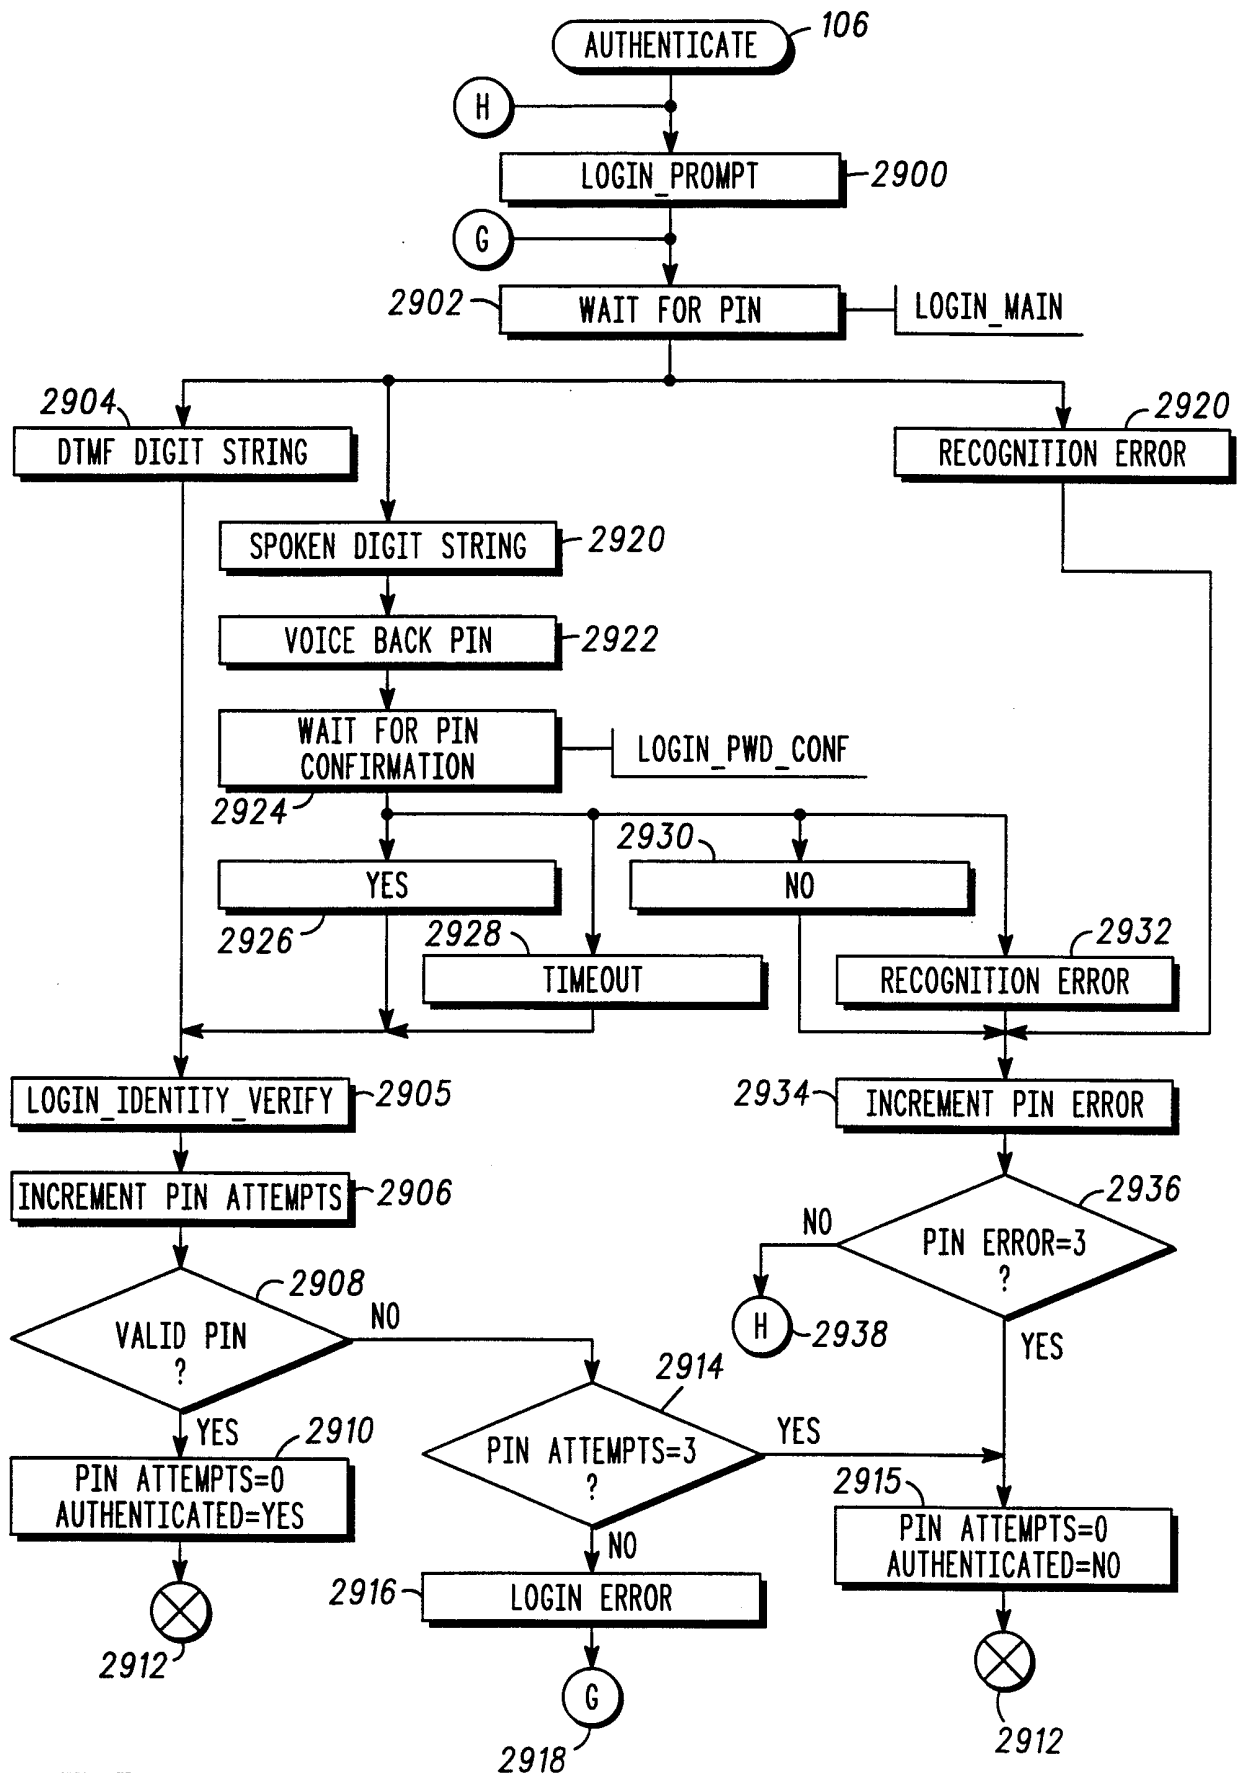 AUTHENTICATE
106
H
LOGIN_PROMPT
2900
G
2902
WAIT FOR PIN
LOGIN_MAIN
2904
DTMF DIGIT STRING
2920
RECOGNITION ERROR
SPOKEN DIGIT STRING
2920
VOICE BACK PIN
2922
WAIT FOR PIN
CONFIRMATION
LOGIN_PWD_CONF
2924
2930
YES
NO
2926
2928
TIMEOUT
2932
RECOGNITION ERROR
LOGIN_IDENTITY_VERIFY
2905
2934
INCREMENT PIN ERROR
INCREMENT PIN ATTEMPTS
2906
2936
NO
PIN ERROR=3
?
2908
NO
VALID PIN
?
H
2938
YES
2914
YES
2910
PIN ATTEMPTS=3
?
YES
PIN ATTEMPTS=0
AUTHENTICATED=YES
2915
PIN ATTEMPTS=0
AUTHENTICATED=NO
NO
2916
LOGIN ERROR
2912
G
2918
2912